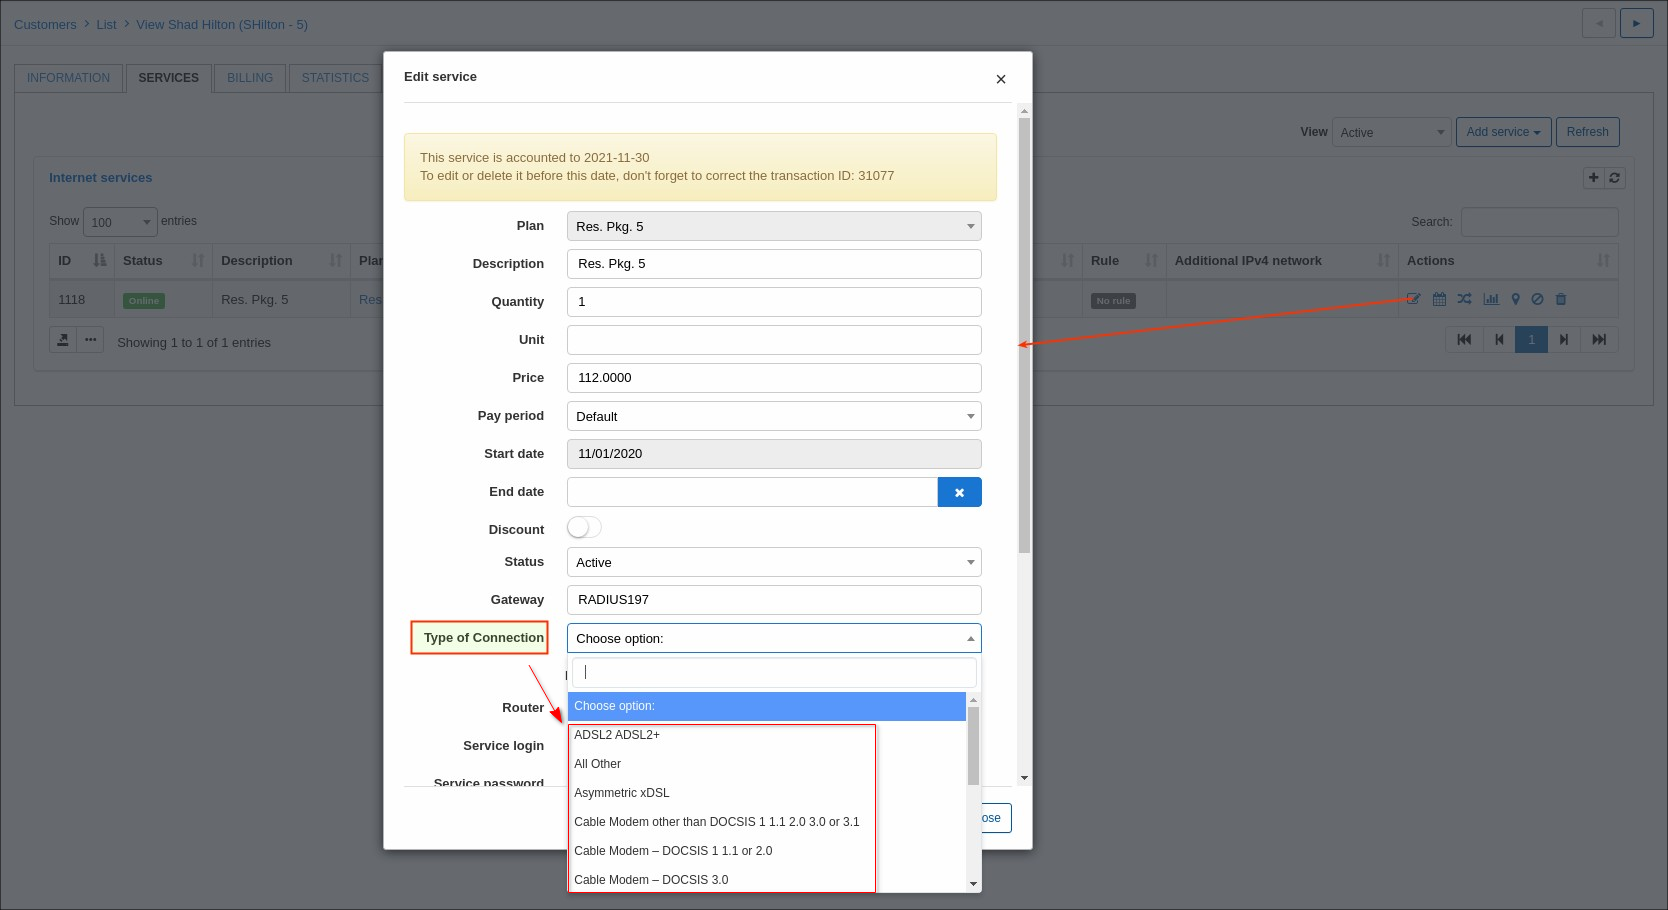 Customers > List > View Shad Hilton (SHilton - 5)
INFORMATION SERVICES BILLING STATISTICS
Edit service
This service is accounted to 2021-11-30
To edit or delete it before this date, don't forget to correct the transaction ID: 31077
View Active Add service Refresh
Internet services
Show 100 entries
Search:
ID Status Description Plan
Rule Additional IPv4 network Actions
1118 Online Res. Pkg. 5 Res
No rule
Showing 1 to 1 of 1 entries
1
Plan Res. Pkg. 5
Description Res. Pkg. 5
Quantity 1
Unit
Price 112.0000
Pay period Default
Start date 11/01/2020
End date
Discount
Status Active
Gateway RADIUS197
Type of Connection Choose option:
Choose option:
Router
ADSL2 ADSL2+
Service login
All Other
Service password
Asymmetric xDSL
Cable Modem other than DOCSIS 1 1.1 2.0 3.0 or 3.1
Cable Modem – DOCSIS 1 1.1 or 2.0
Cable Modem – DOCSIS 3.0
ose